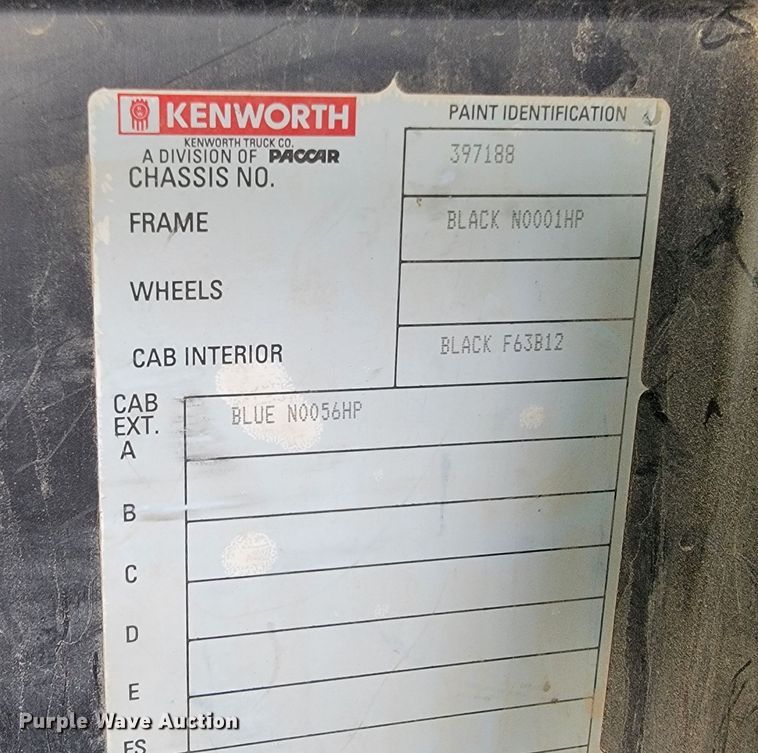 KENWORTH
PAINT IDENTIFICATION
KENWORTH TRUCK CO.
A DIVISION OF PACCAR
CHASSIS NO. 397188
FRAME BLACK N0001HP
WHEELS
CAB INTERIOR BLACK F63B12
CAB
EXT.
A BLUE N0056HP
B
C
D
E
FS
Purple Wave Auction